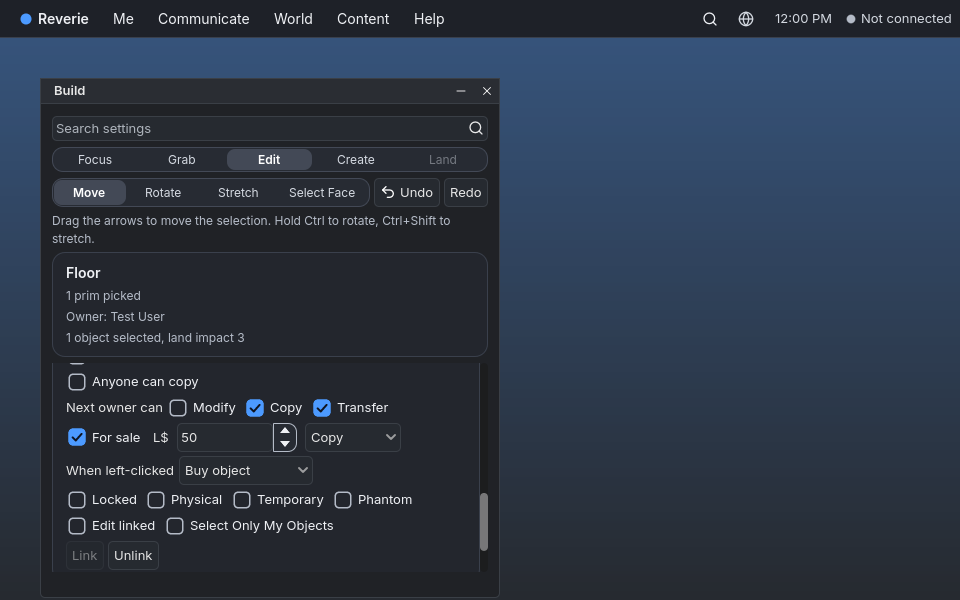 Reverie Me Communicate World Content Help 12:00 PM Not connected
Build
Search settings
Focus Grab Edit Create Land
Move Rotate Stretch Select Face Undo Redo
Drag the arrows to move the selection. Hold Ctrl to rotate, Ctrl+Shift to
stretch.
Floor
1 prim picked
Owner: Test User
1 object selected, land impact 3
Anyone can copy
Next owner can Modify Copy Transfer
For sale L$ 50 Copy
When left-clicked Buy object
Locked Physical Temporary Phantom
Edit linked Select Only My Objects
Link Unlink